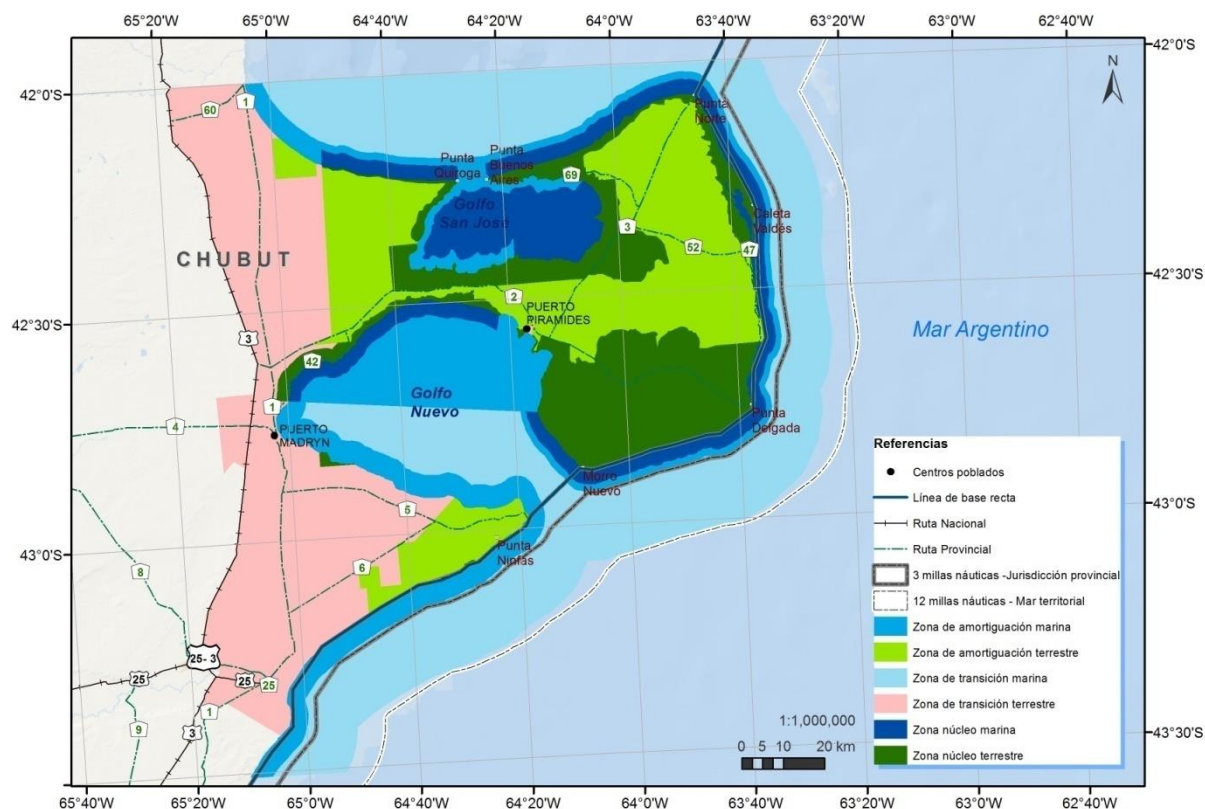 65°20'W 65°0'W 64°40'W 64°20'W 64°0'W 63°40'W 63°20'W 63°0'W 62°40'W
42°0'S
42°30'S
43°0'S
42°0'S
42°30'S
43°0'S
43°30'S
N
60
1
Punta
Norte
Punta
Quiroga
Punta
Buenos
Aires
69
Golfo
San José
Caleta
Valdés
3
52
47
CHUBUT
2
PUERTO
PIRAMIDES
3
42
Mar Argentino
Golfo
Nuevo
1
4
PUERTO
MADRYN
Punta
Delgada
Morro
Nuevo
5
Punta
Ninfas
6
8
25-3
25
25
25
1
3
9
1:1,000,000
0 5 10 20 km
Referencias
Centros poblados
Línea de base recta
Ruta Nacional
Ruta Provincial
3 millas náuticas -Jurisdicción provincial
12 millas náuticas - Mar territorial
Zona de amortiguación marina
Zona de amortiguación terrestre
Zona de transición marina
Zona de transición terrestre
Zona núcleo marina
Zona núcleo terrestre
65°40'W 65°20'W 65°0'W 64°40'W 64°20'W 64°0'W 63°40'W 63°20'W 63°0'W